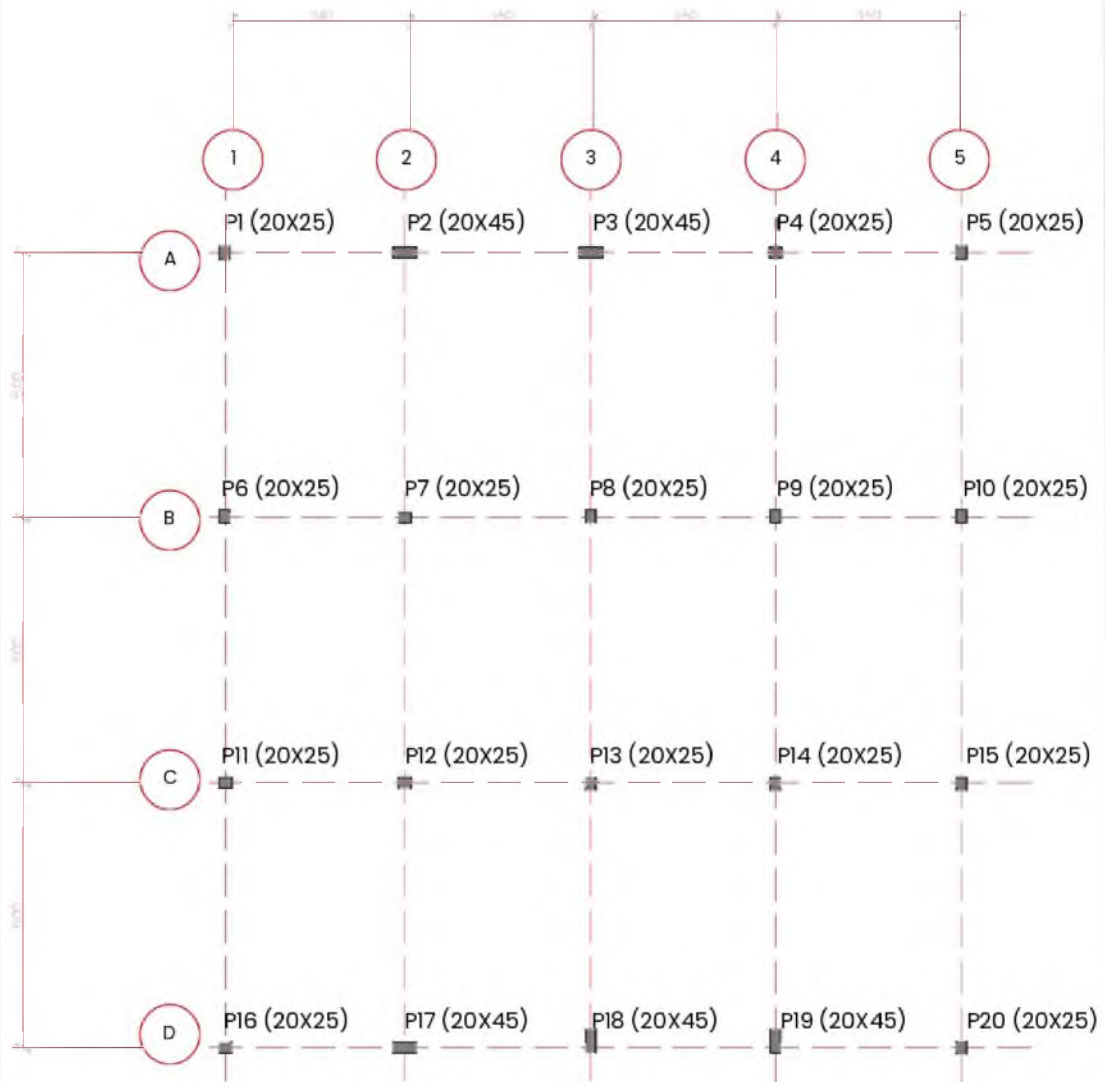 1 2 3 4 5
P1 (20X25) P2 (20X45) P3 (20X45) P4 (20X25) P5 (20X25)
A
P6 (20X25) P7 (20X25) P8 (20X25) P9 (20X25) P10 (20X25)
B
P11 (20X25) P12 (20X25) P13 (20X25) P14 (20X25) P15 (20X25)
C
P16 (20X25) P17 (20X45) P18 (20X45) P19 (20X45) P20 (20X25)
D